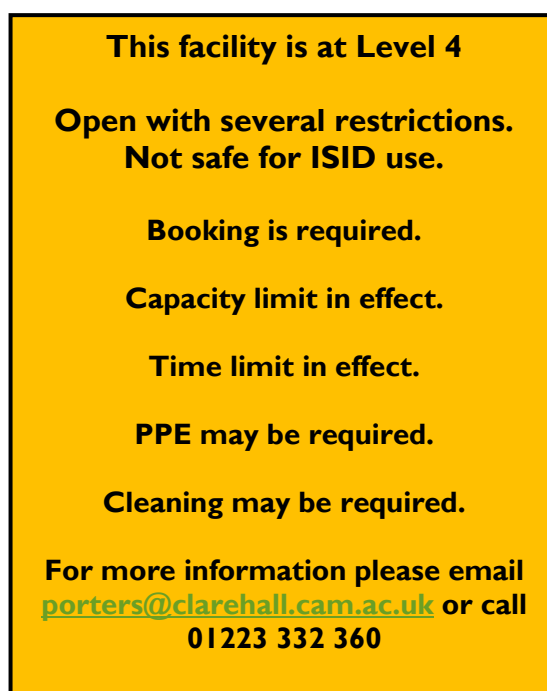 This facility is at Level 4
Open with several restrictions.
Not safe for ISID use.
Booking is required.
Capacity limit in effect.
Time limit in effect.
PPE may be required.
Cleaning may be required.
For more information please email
porters@clarehall.cam.ac.uk or call
01223 332 360